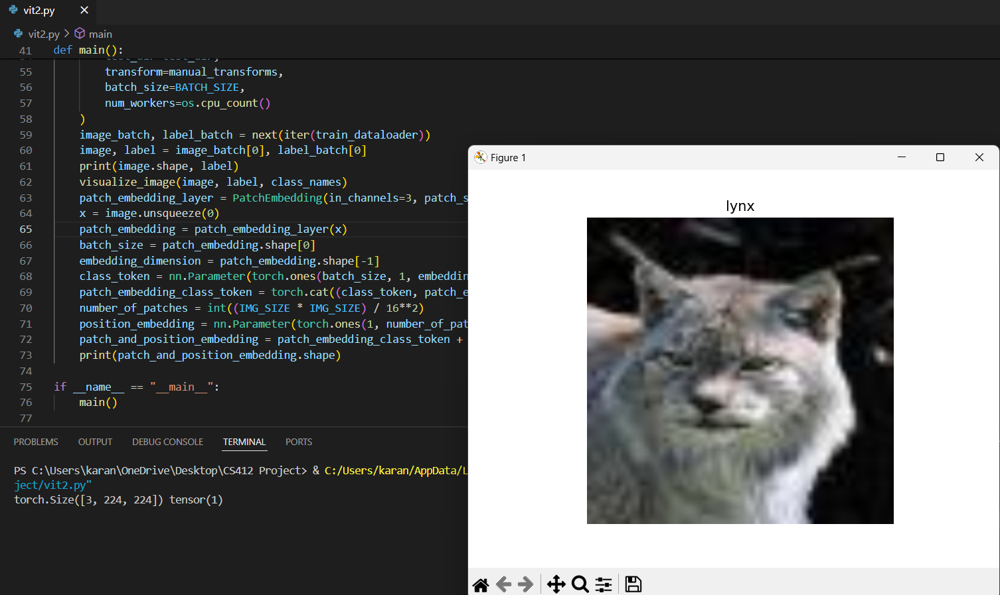 vit2.py
vit2.py > main
41 def main():
55 transform=manual_transforms,
56 batch_size=BATCH_SIZE,
57 num_workers=os.cpu_count()
58 )
59 image_batch, label_batch = next(iter(train_dataloader))
60 image, label = image_batch[0], label_batch[0]
61 print(image.shape, label)
62 visualize_image(image, label, class_names)
63 patch_embedding_layer = PatchEmbedding(in_channels=3, patch_s
64 x = image.unsqueeze(0)
65 patch_embedding = patch_embedding_layer(x)
66 batch_size = patch_embedding.shape[0]
67 embedding_dimension = patch_embedding.shape[-1]
68 class_token = nn.Parameter(torch.ones(batch_size, 1, embeddin
69 patch_embedding_class_token = torch.cat((class_token, patch_e
70 number_of_patches = int((IMG_SIZE * IMG_SIZE) / 16**2)
71 position_embedding = nn.Parameter(torch.ones(1, number_of_pat
72 patch_and_position_embedding = patch_embedding_class_token +
73 print(patch_and_position_embedding.shape)
74
75 if __name__ == "__main__":
76 main()
77
PROBLEMS OUTPUT DEBUG CONSOLE TERMINAL PORTS
PS C:\Users\karan\OneDrive\Desktop\CS412 Project> & C:/Users/karan/AppData/L
ject/vit2.py"
torch.Size([3, 224, 224]) tensor(1)
Figure 1
lynx